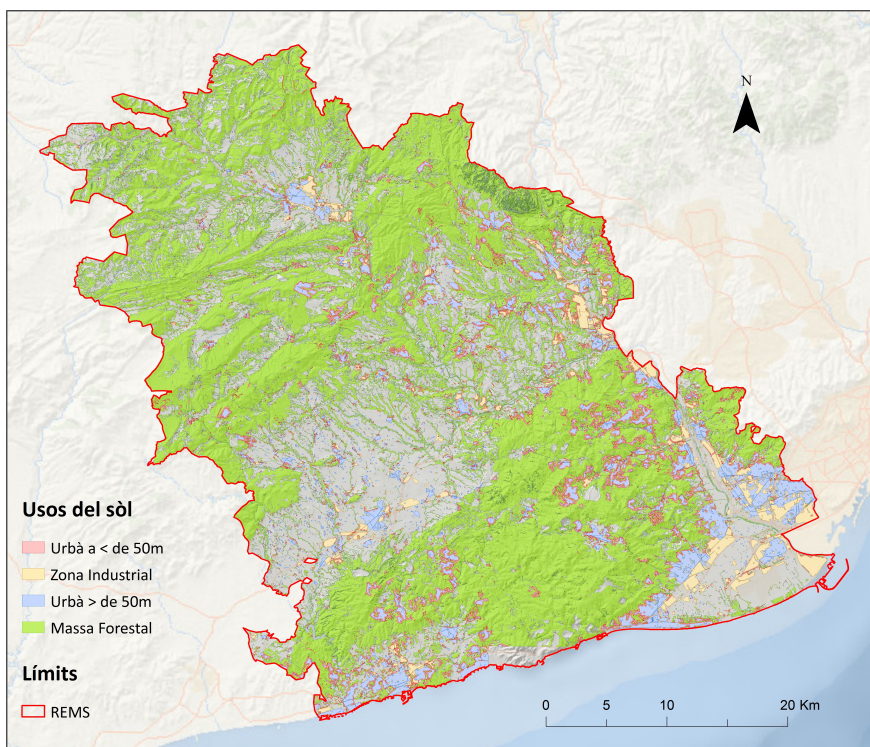 N
Usos del sòl
Urbà a < de 50m
Zona Industrial
Urbà > de 50m
Massa Forestal
Límits
REMS
0 5 10 20 Km